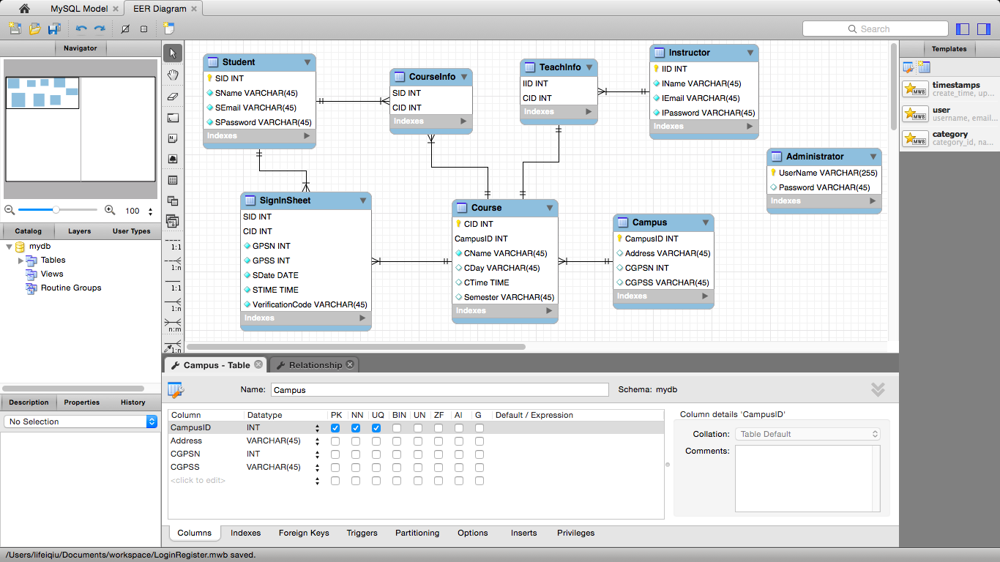 MySQL Model
EER Diagram
Search
Navigator
100
Catalog Layers User Types
mydb
Tables
Views
Routine Groups
Description Properties History
No Selection
1:1
1:n
1:1
1:n
n:m
1:n
Student
SID INT
SName VARCHAR(45)
SEmail VARCHAR(45)
SPassword VARCHAR(45)
Indexes
CourseInfo
SID INT
CID INT
Indexes
TeachInfo
IID INT
CID INT
Indexes
Instructor
IID INT
IName VARCHAR(45)
IEmail VARCHAR(45)
IPassword VARCHAR(45)
Indexes
Administrator
UserName VARCHAR(255)
Password VARCHAR(45)
Indexes
SignInSheet
SID INT
CID INT
GPSN INT
GPSS INT
SDate DATE
STIME TIME
VerificationCode VARCHAR(45)
Indexes
Course
CID INT
CampusID INT
CName VARCHAR(45)
CDay VARCHAR(45)
CTime TIME
Semester VARCHAR(45)
Indexes
Campus
CampusID INT
Address VARCHAR(45)
CGPSN INT
CGPSS VARCHAR(45)
Indexes
Templates
MWB
timestamps
create_time, up...
MWB
user
username, email...
MWB
category
category_id, na...
Campus - Table
Relationship
Name: Campus
Schema: mydb
Column Datatype PK NN UQ BIN UN ZF AI G Default / Expression
CampusID INT
Address VARCHAR(45)
CGPSN INT
CGPSS VARCHAR(45)
<click to edit>
Column details 'CampusID'
Collation: Table Default
Comments:
Columns Indexes Foreign Keys Triggers Partitioning Options Inserts Privileges
/Users/lifeiqiu/Documents/workspace/LoginRegister.mwb saved.